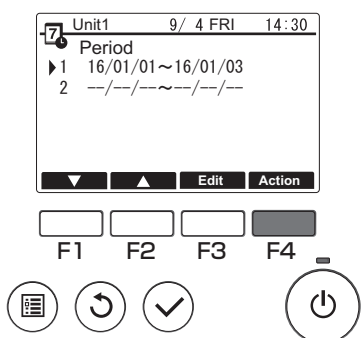 7 Unit1 9/ 4 FRI 14:30
Period
1 16/01/01~16/01/03
2 --/--/--~--/--/--
▼ ▲ Edit Action
F1 F2 F3 F4